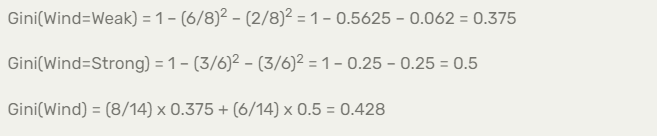 Gini(Wind=Weak) = 1 – (6/8)² – (2/8)² = 1 – 0.5625 – 0.062 = 0.375
Gini(Wind=Strong) = 1 – (3/6)² – (3/6)² = 1 – 0.25 – 0.25 = 0.5
Gini(Wind) = (8/14) x 0.375 + (6/14) x 0.5 = 0.428